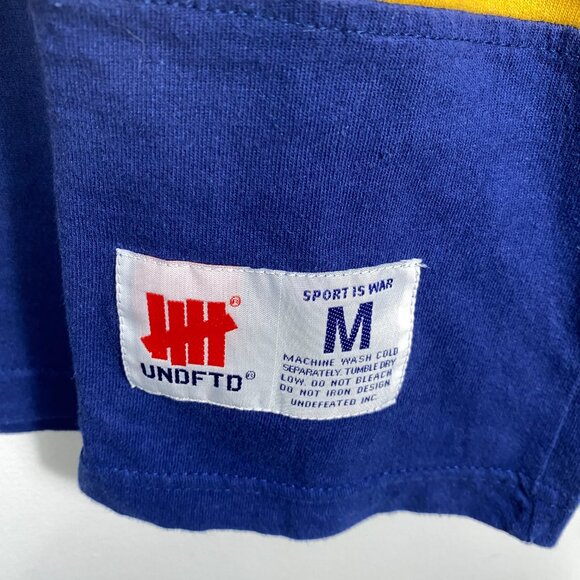 ®
UNDFTD®
SPORT IS WAR
M
MACHINE WASH COLD
SEPARATELY. TUMBLE DRY
LOW. DO NOT BLEACH
DO NOT IRON DESIGN
UNDEFEATED INC.